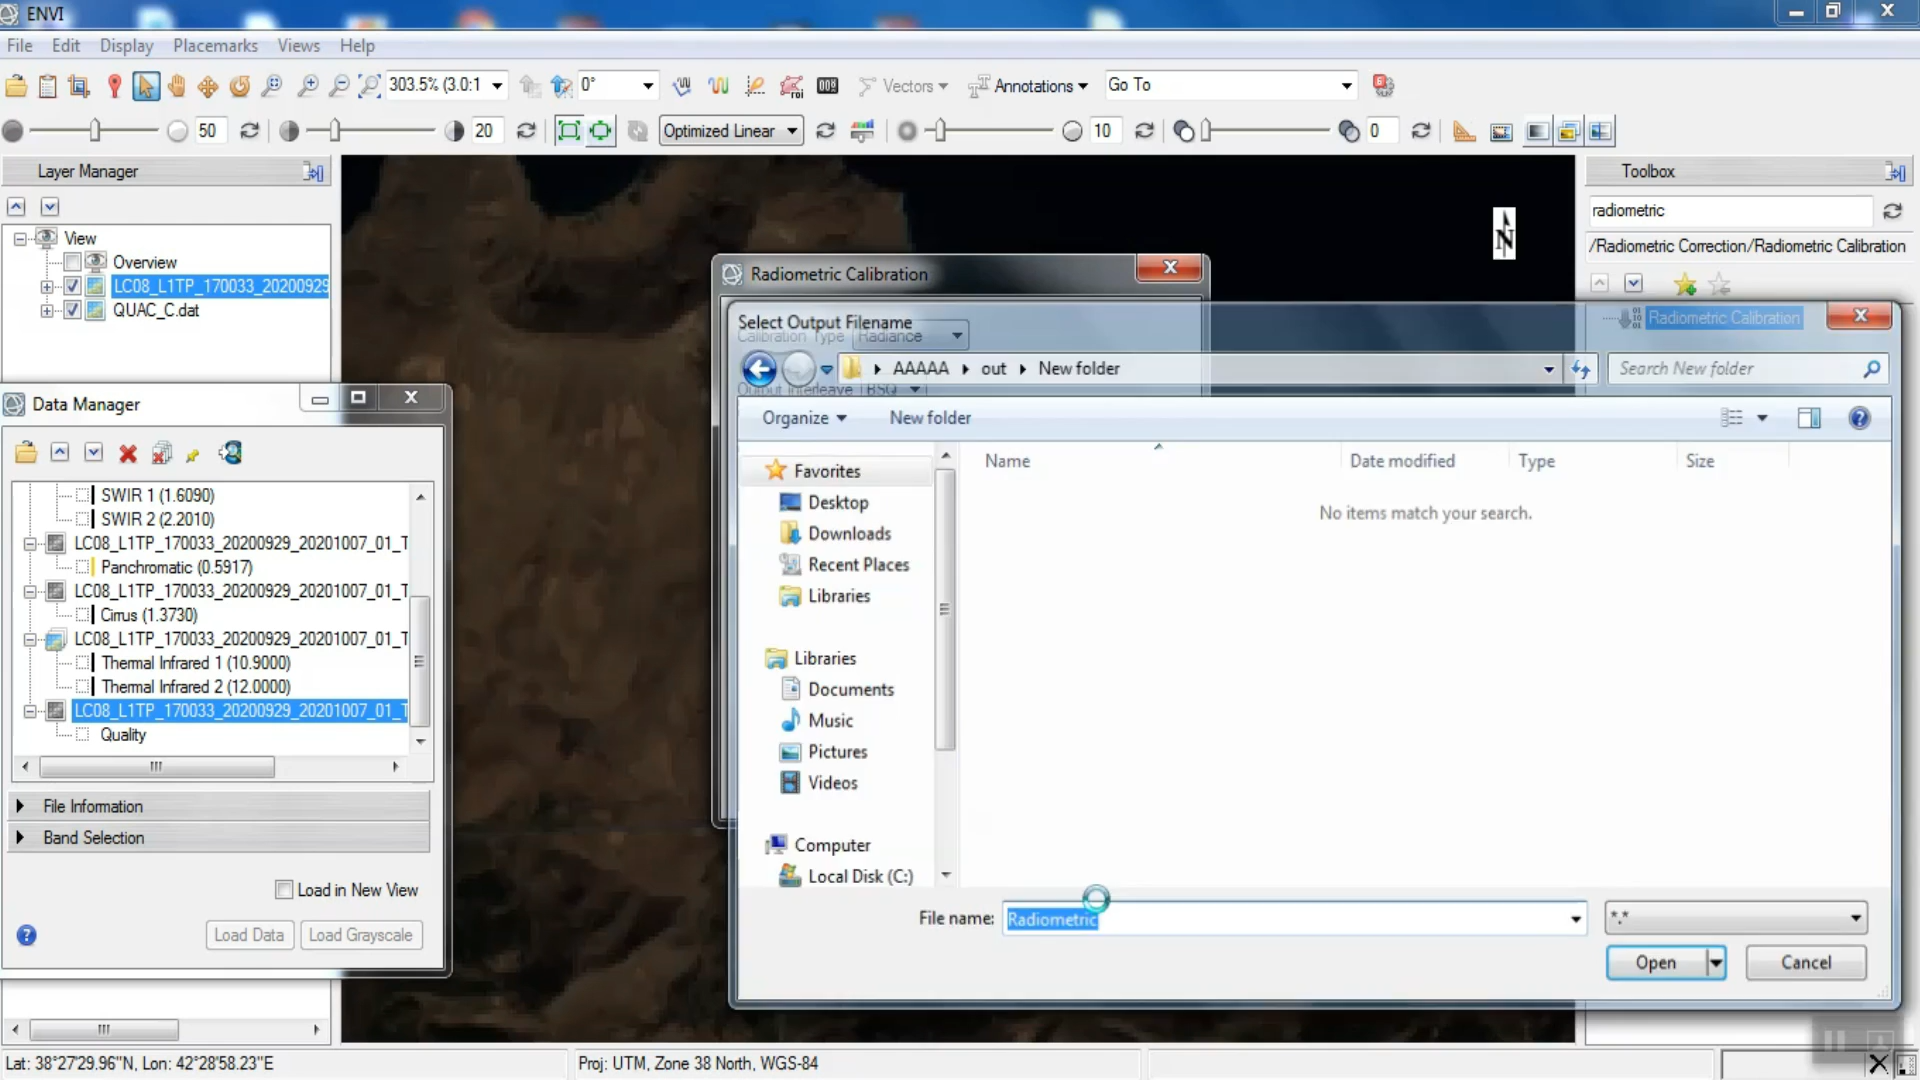 ENVI
File Edit Display Placemarks Views Help
303.5% (3.0:1 0° Vectors Annotations Go To
50 20 Optimized Linear 10 0
Layer Manager
View
Overview
LC08_L1TP_170033_20200929
QUAC_C.dat
Toolbox
radiometric
/Radiometric Correction/Radiometric Calibration
Radiometric Calibration
N
Radiometric Calibration
Calibration Type Radiance
Output Interleave BSQ
Data Manager
SWIR 1 (1.6090)
SWIR 2 (2.2010)
LC08_L1TP_170033_20200929_20201007_01_T
Panchromatic (0.5917)
LC08_L1TP_170033_20200929_20201007_01_T
Cirrus (1.3730)
LC08_L1TP_170033_20200929_20201007_01_T
Thermal Infrared 1 (10.9000)
Thermal Infrared 2 (12.0000)
LC08_L1TP_170033_20200929_20201007_01_T
Quality
File Information
Band Selection
Load in New View
Load Data Load Grayscale
Select Output Filename
AAAAA out New folder
Search New folder
Organize New folder
Name Date modified Type Size
No items match your search.
Favorites
Desktop
Downloads
Recent Places
Libraries
Libraries
Documents
Music
Pictures
Videos
Computer
Local Disk (C:)
File name: Radiometric *.*
Open Cancel
Lat: 38°27'29.96"N, Lon: 42°28'58.23"E Proj: UTM, Zone 38 North, WGS-84